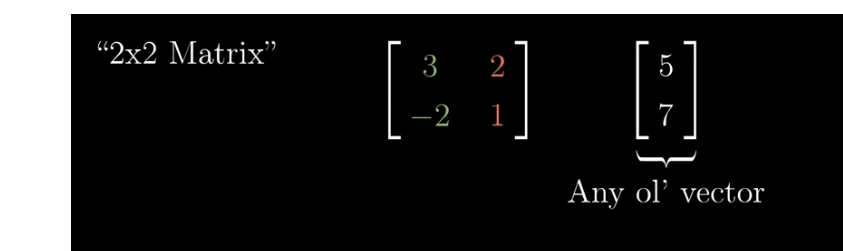 “2x2 Matrix”
3 2 5
−2 1 7
Any ol’ vector